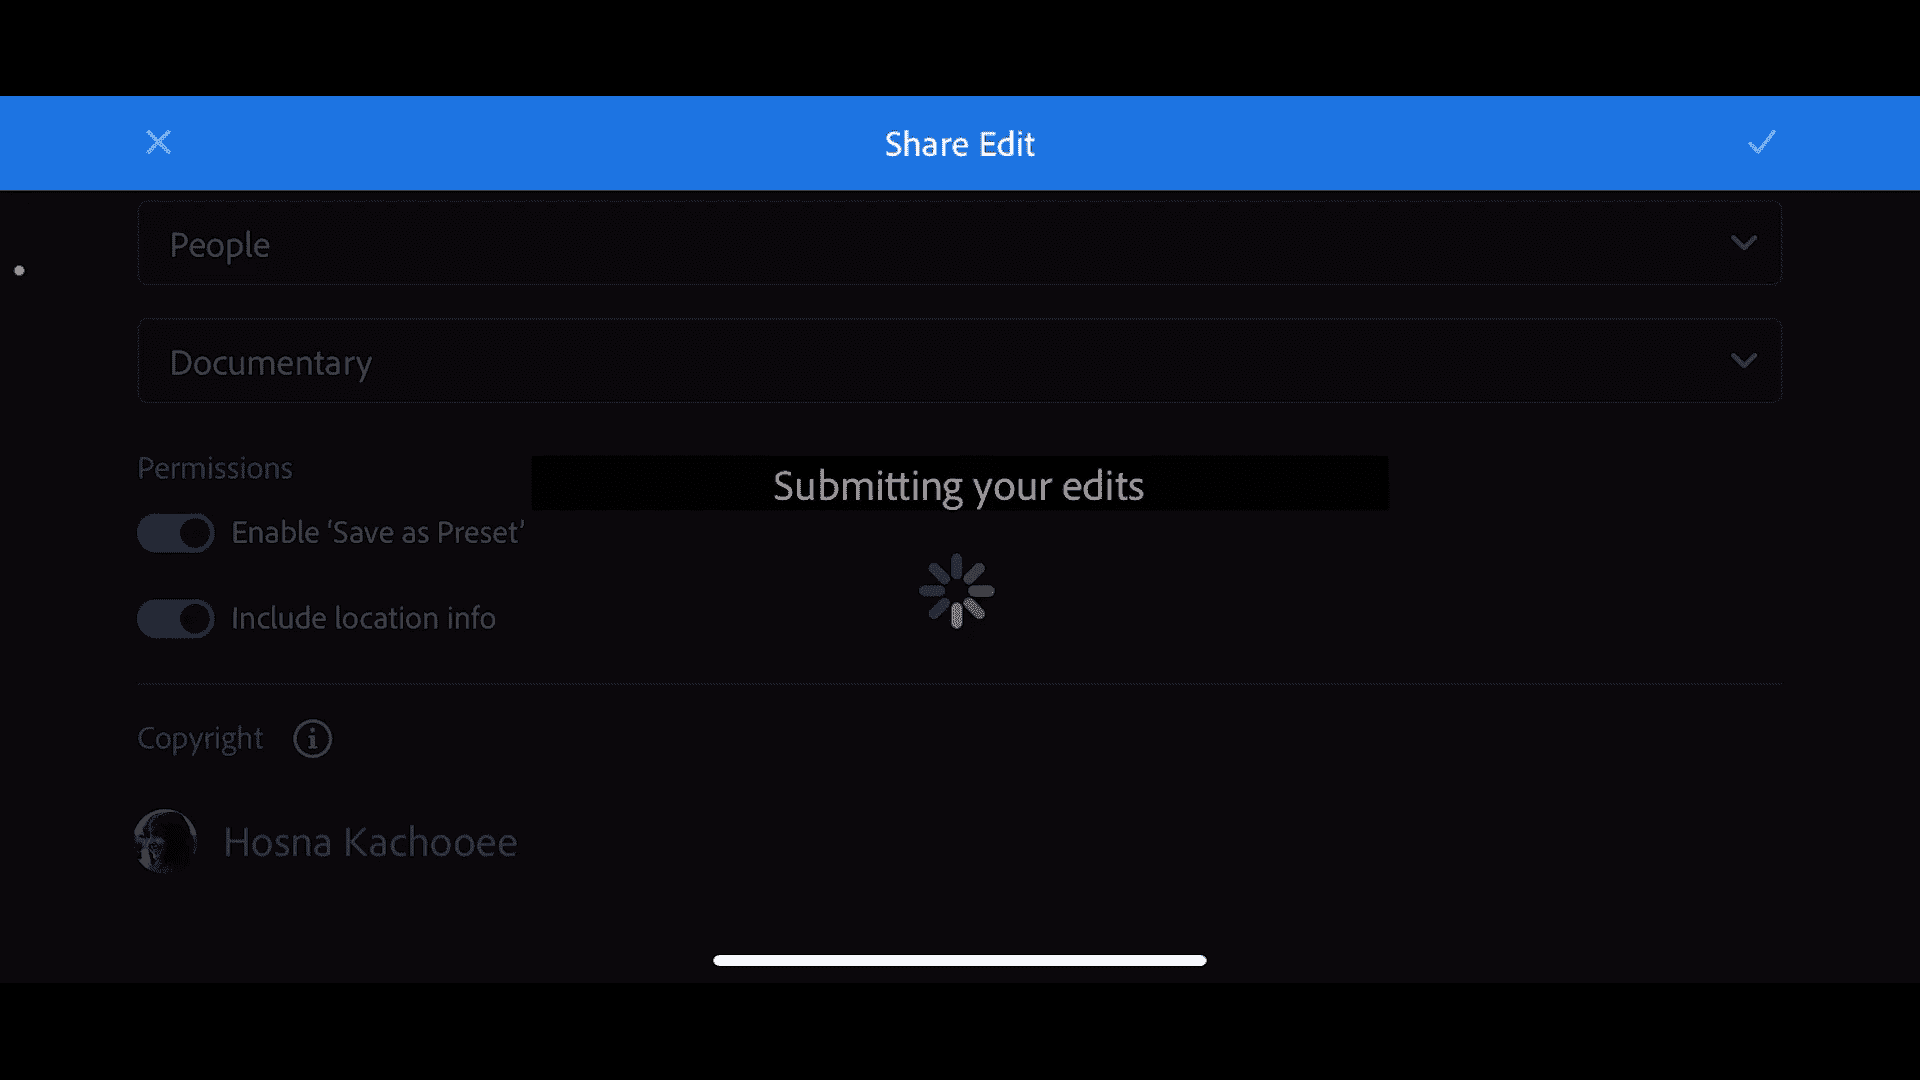 Share Edit
People
Documentary
Permissions
Submitting your edits
Enable ‘Save as Preset’
Include location info
Copyright
Hosna Kachooee